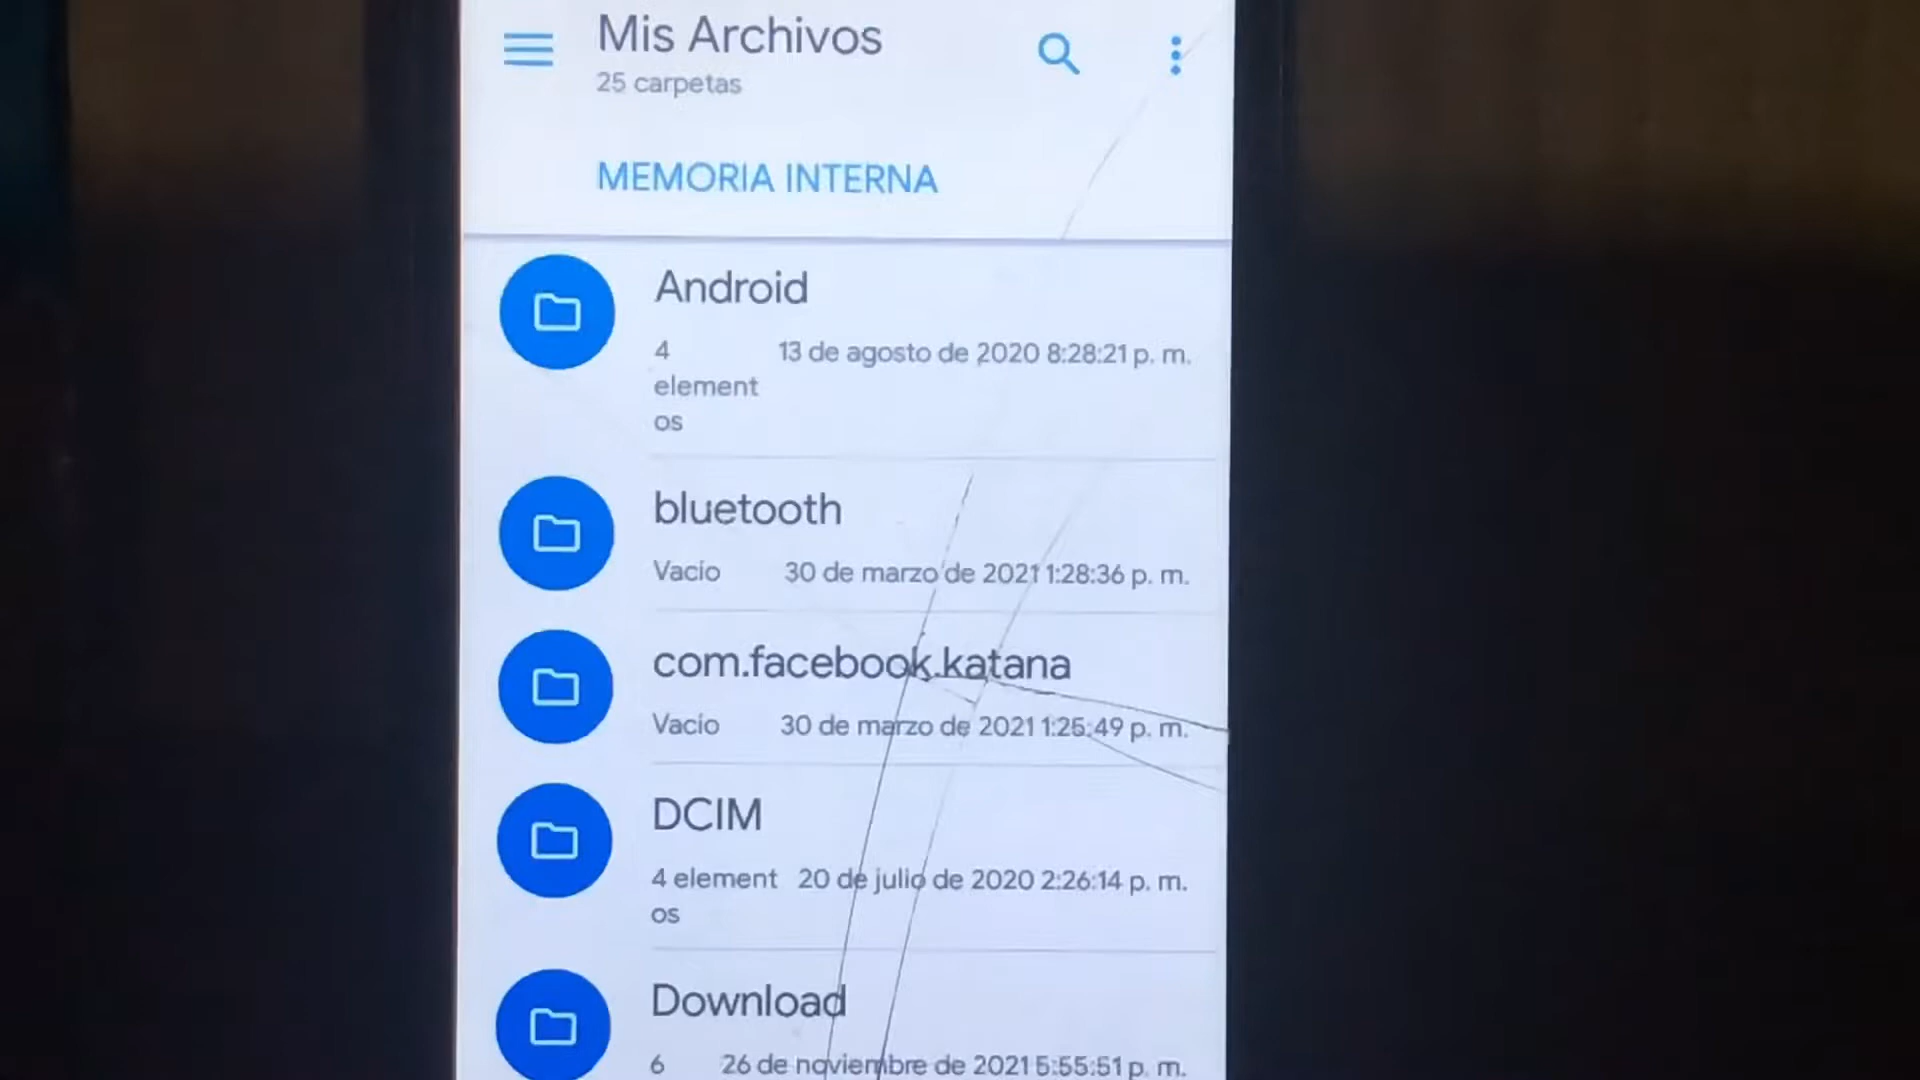 Mis Archivos
25 carpetas
MEMORIA INTERNA
Android
4 13 de agosto de 2020 8:28:21 p. m.
element
os
bluetooth
Vacío 30 de marzo de 2021 1:28:36 p. m.
com.facebook.katana
Vacío 30 de marzo de 2021 1:25:49 p. m.
DCIM
4 element 20 de julio de 2020 2:26:14 p. m.
os
Download
6 26 de noviembre de 2021 5:55:51 p. m.